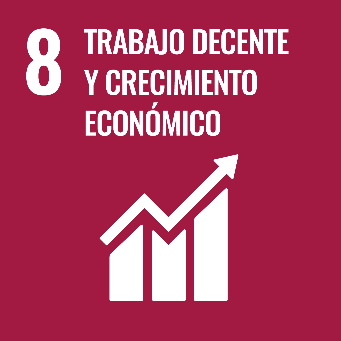 8 TRABAJO DECENTE
Y CRECIMIENTO
ECONÓMICO